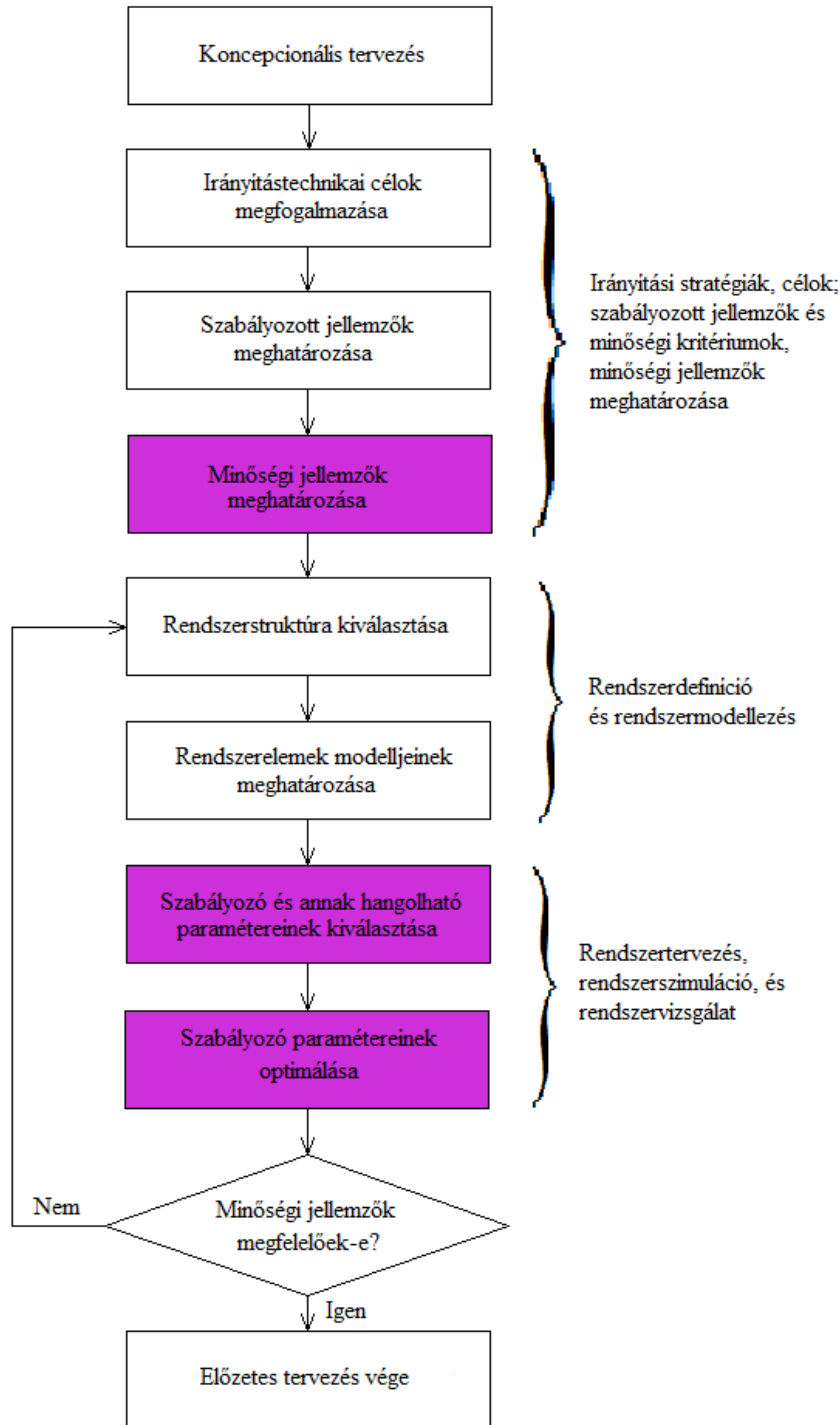 Koncepcionális tervezés
Irányítástechnikai célok
megfogalmazása
Szabályozott jellemzők
meghatározása
Irányítási stratégiák, célok;
szabályozott jellemzők és
minőségi kritériumok,
minőségi jellemzők
meghatározása
Minőségi jellemzők
meghatározása
Rendszerstruktúra kiválasztása
Rendszerelemek modelljeinek
meghatározása
Rendszerdefiníció
és rendszermodellezés
Szabályozó és annak hangolható
paramétereinek kiválasztása
Szabályozó paramétereinek
optimálása
Rendszertervezés,
rendszerszimuláció, és
rendszervizsgálat
Nem
Minőségi jellemzők
megfelelőek-e?
Igen
Előzetes tervezés vége